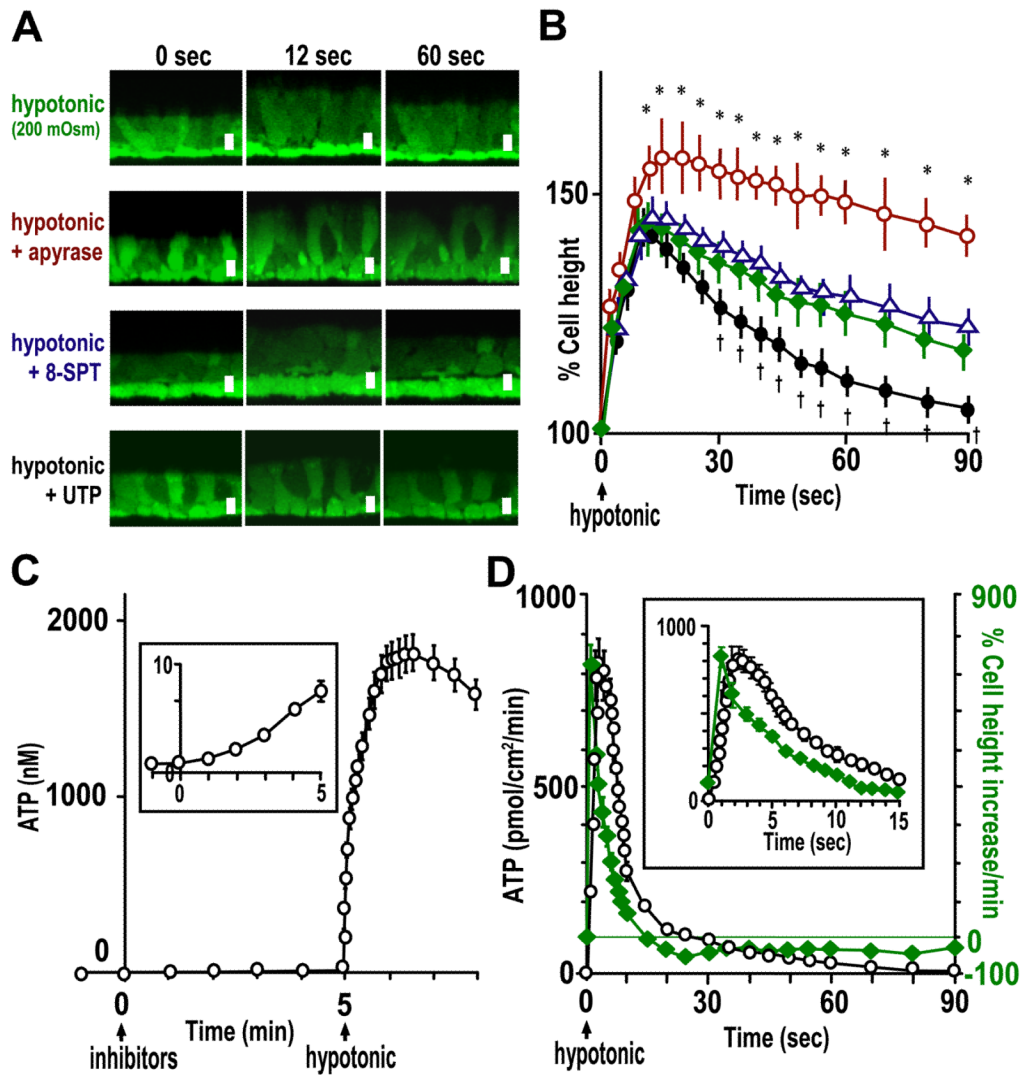 A
0 sec 12 sec 60 sec
hypotonic
(200 mOsm)
hypotonic
+ apyrase
hypotonic
+ 8-SPT
hypotonic
+ UTP
B
% Cell height
150
100
* * * * * * * * * * * * * *
† † † † † † † † † †
0 30 60 90
Time (sec)
hypotonic
C
ATP (nM)
2000
1000
0
10
0
0 5
0 5
Time (min)
inhibitors
hypotonic
D
ATP (pmol/cm²/min)
1000
500
0
1000
0
0 5 10 15
Time (sec)
900
0
-100
% Cell height increase/min
0 30 60 90
Time (sec)
hypotonic